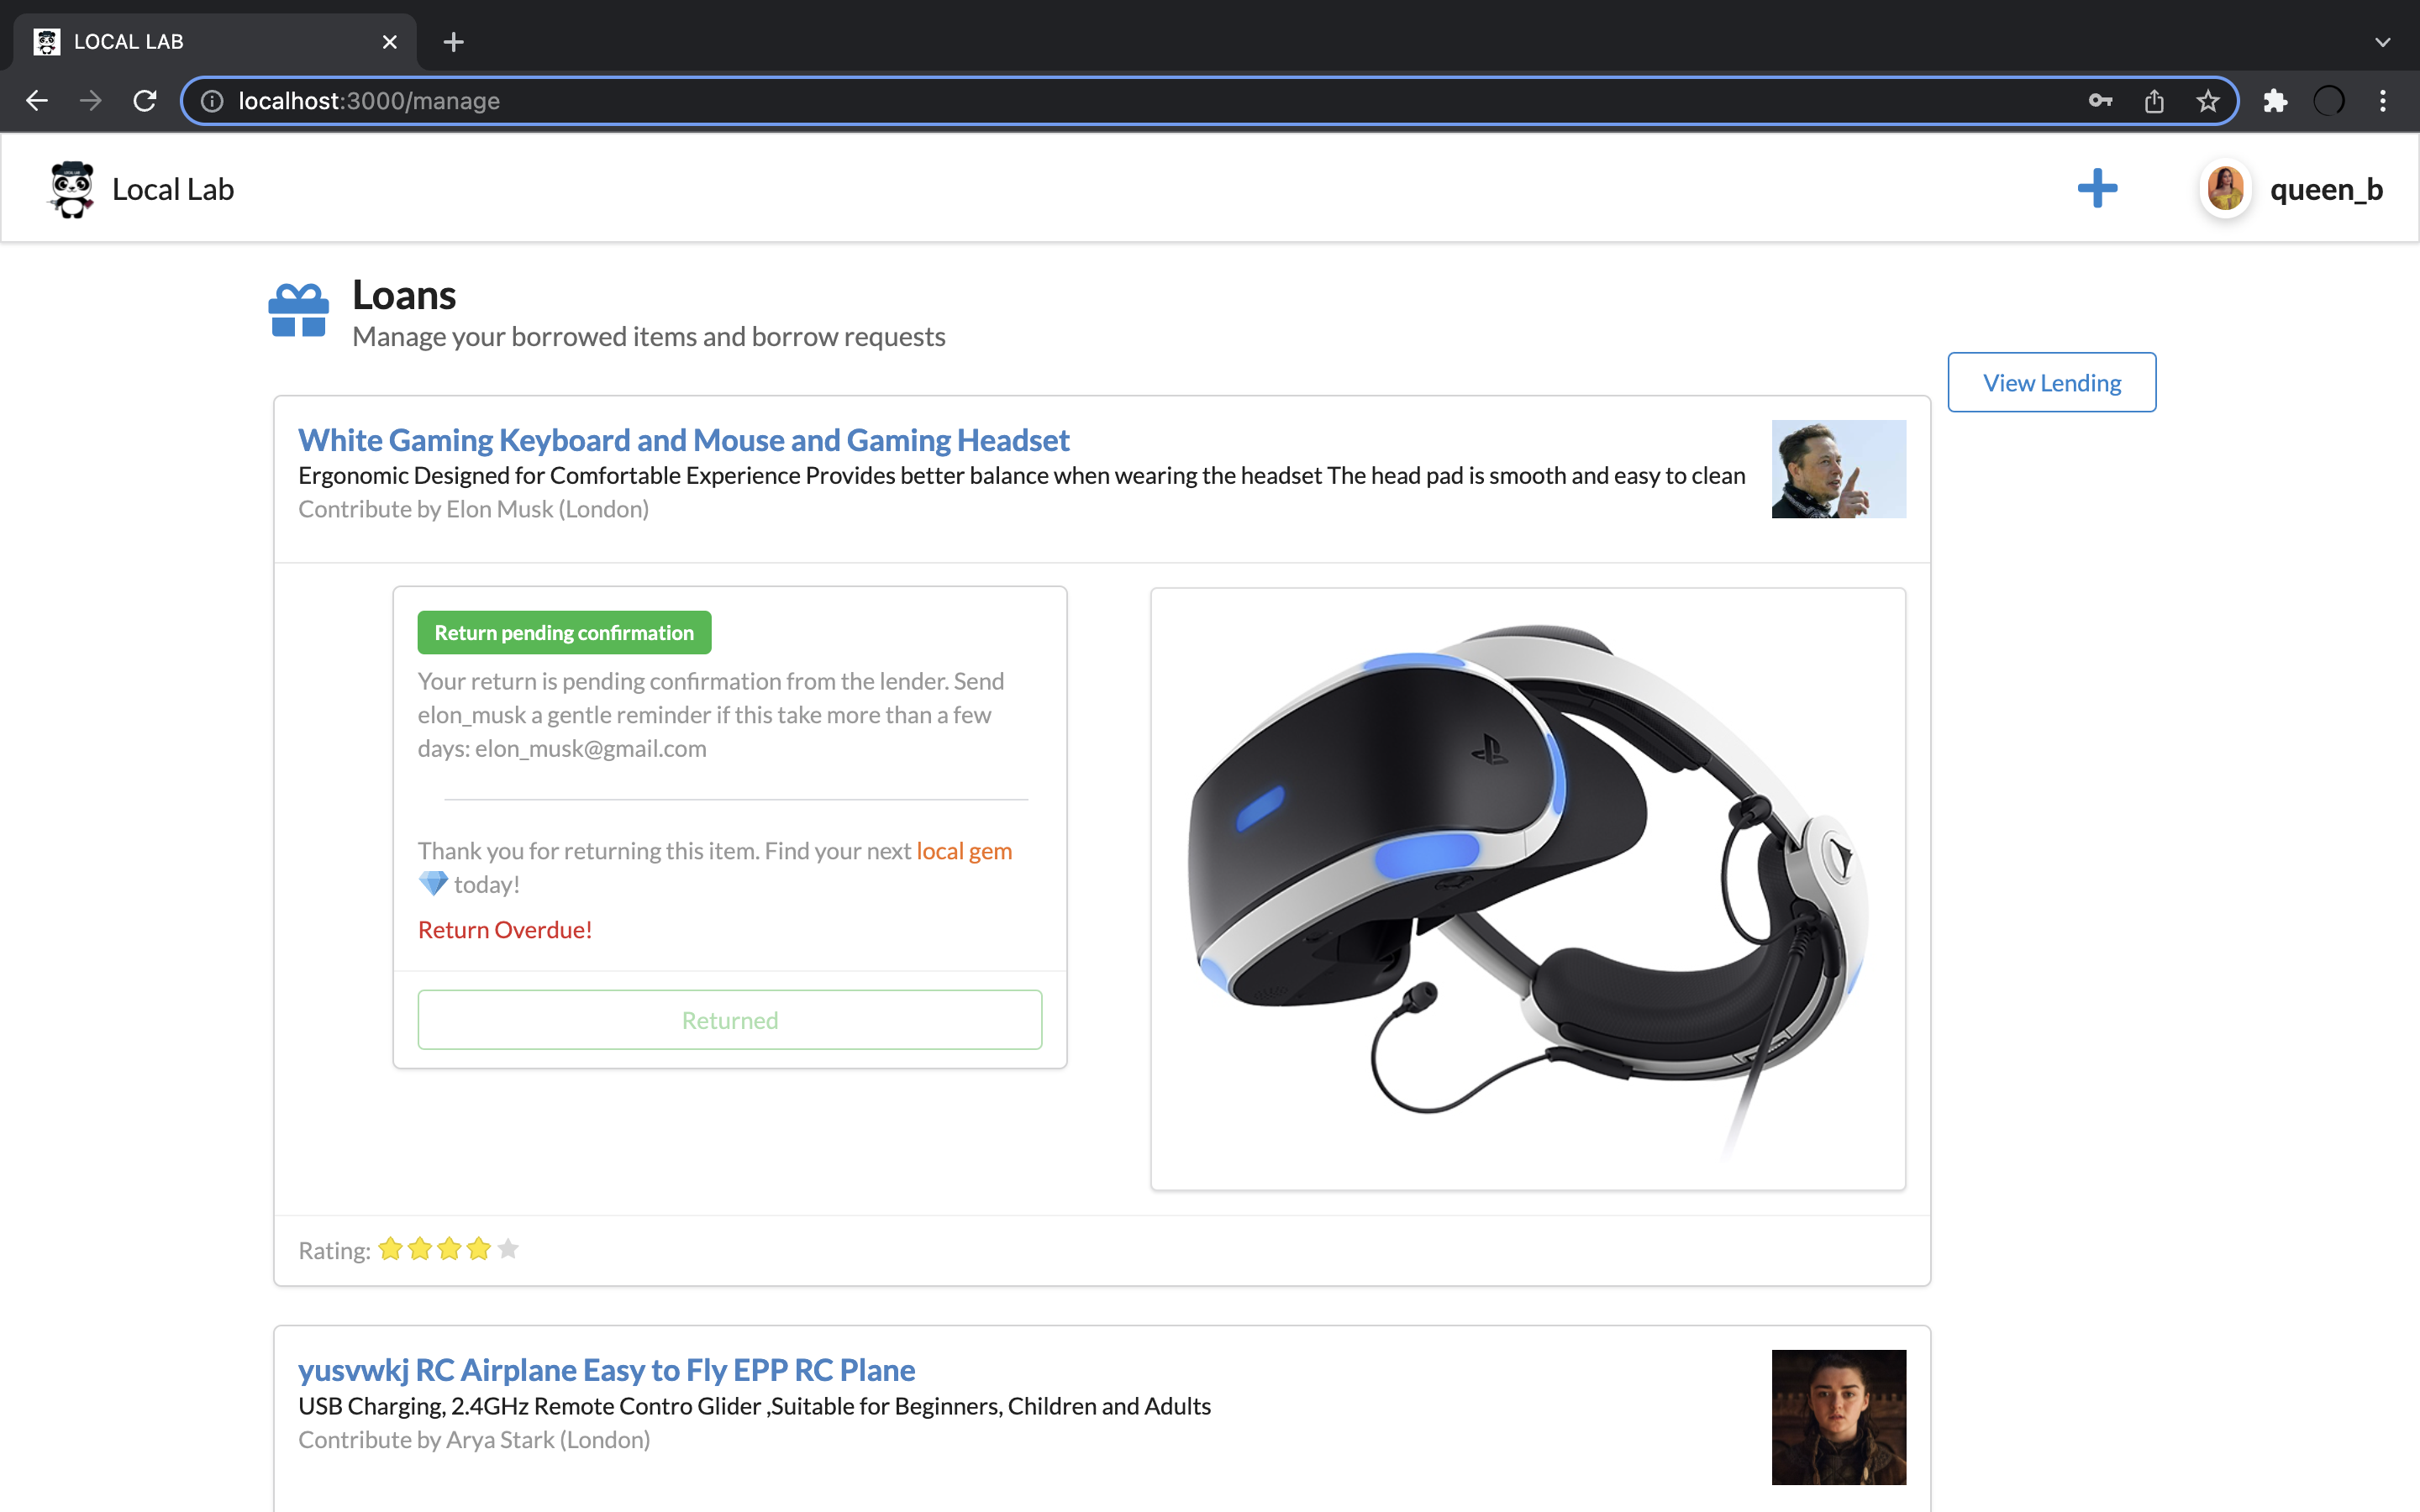 LOCAL LAB
localhost:3000/manage
Local Lab
queen_b
Loans
Manage your borrowed items and borrow requests
View Lending
White Gaming Keyboard and Mouse and Gaming Headset
Ergonomic Designed for Comfortable Experience Provides better balance when wearing the headset The head pad is smooth and easy to clean
Contribute by Elon Musk (London)
Return pending confirmation
Your return is pending confirmation from the lender. Send
elon_musk a gentle reminder if this take more than a few
days: elon_musk@gmail.com
Thank you for returning this item. Find your next local gem
💎 today!
Return Overdue!
Returned
Rating:
yusvwkj RC Airplane Easy to Fly EPP RC Plane
USB Charging, 2.4GHz Remote Contro Glider ,Suitable for Beginners, Children and Adults
Contribute by Arya Stark (London)